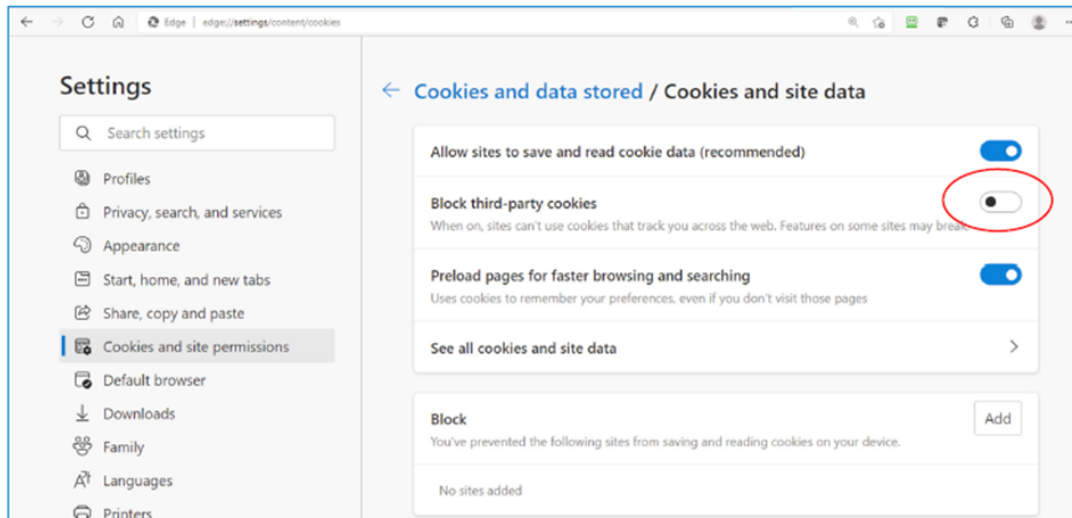 Edge | edge://settings/content/cookies
Settings
Search settings
Profiles
Privacy, search, and services
Appearance
Start, home, and new tabs
Share, copy and paste
Cookies and site permissions
Default browser
Downloads
Family
Languages
Printers
Cookies and data stored / Cookies and site data
Allow sites to save and read cookie data (recommended)
Block third-party cookies
When on, sites can't use cookies that track you across the web. Features on some sites may break.
Preload pages for faster browsing and searching
Uses cookies to remember your preferences, even if you don't visit those pages
See all cookies and site data
Block
Add
You've prevented the following sites from saving and reading cookies on your device.
No sites added